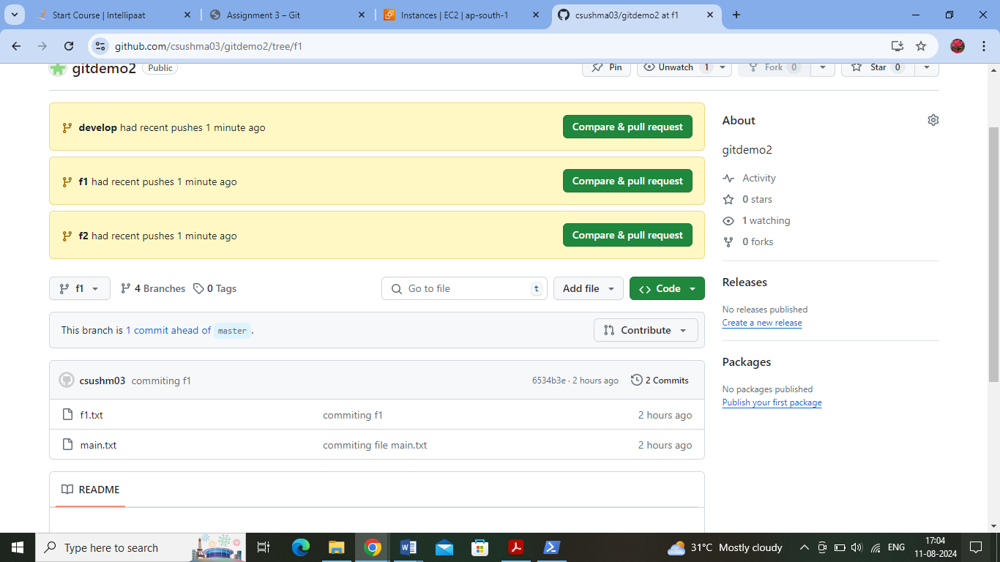 Start Course | Intellipaat
Assignment 3 – Git
Instances | EC2 | ap-south-1
csushma03/gitdemo2 at f1
github.com/csushma03/gitdemo2/tree/f1
gitdemo2 Public
Pin
Unwatch 1
Fork 0
Star 0
develop had recent pushes 1 minute ago
Compare & pull request
f1 had recent pushes 1 minute ago
Compare & pull request
f2 had recent pushes 1 minute ago
Compare & pull request
f1
4 Branches
0 Tags
Go to file
t
Add file
Code
This branch is 1 commit ahead of master .
Contribute
csushm03 commiting f1
6534b3e · 2 hours ago
2 Commits
f1.txt commiting f1 2 hours ago
main.txt commiting file main.txt 2 hours ago
README
About
gitdemo2
Activity
0 stars
1 watching
0 forks
Releases
No releases published
Create a new release
Packages
No packages published
Publish your first package
Type here to search
31°C Mostly cloudy
ENG
17:04
11-08-2024